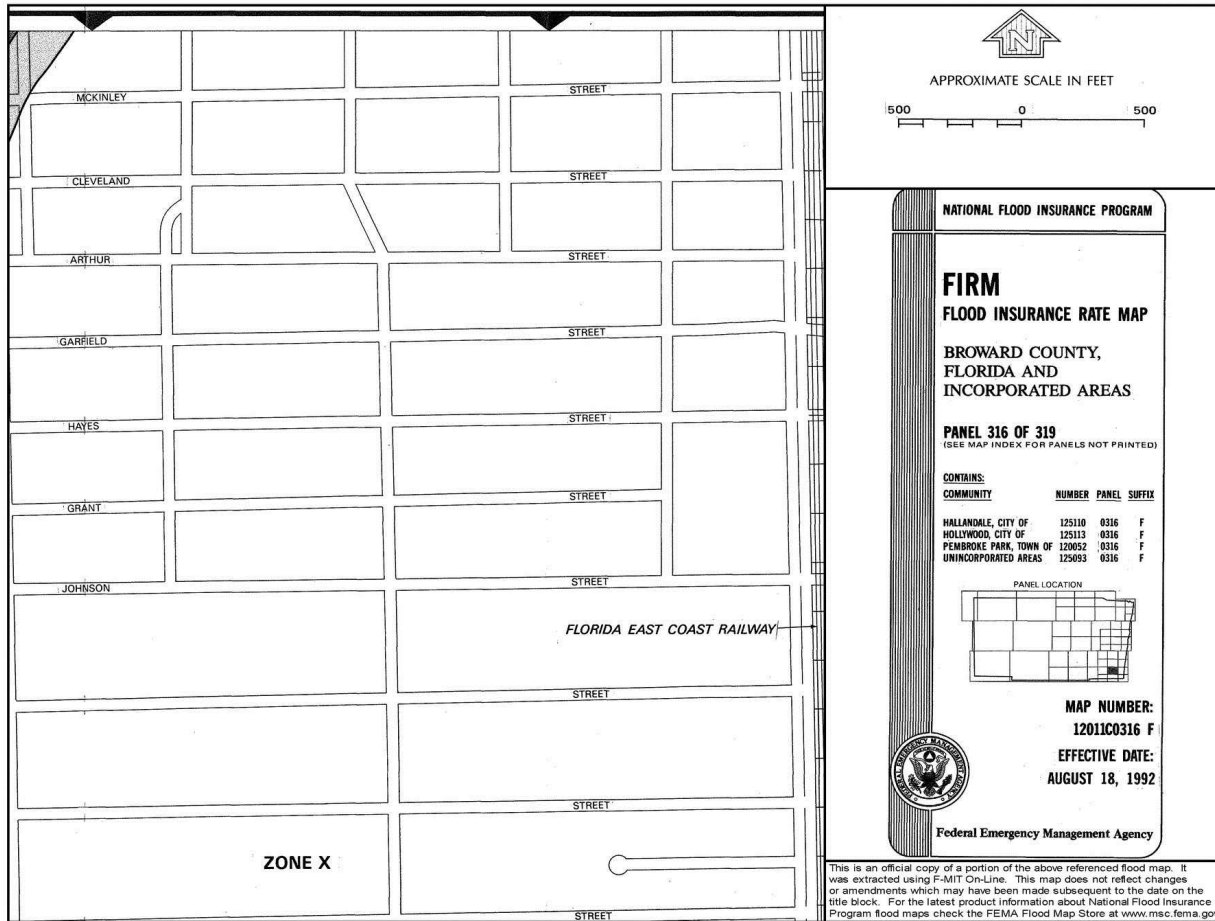 MCKINLEY STREET
CLEVELAND STREET
ARTHUR STREET
GARFIELD STREET
HAYES STREET
GRANT STREET
JOHNSON STREET
FLORIDA EAST COAST RAILWAY
STREET
STREET
ZONE X
STREET
N
APPROXIMATE SCALE IN FEET
500 0 500
NATIONAL FLOOD INSURANCE PROGRAM
FIRM
FLOOD INSURANCE RATE MAP
BROWARD COUNTY,
FLORIDA AND
INCORPORATED AREAS
PANEL 316 OF 319
(SEE MAP INDEX FOR PANELS NOT PRINTED)
CONTAINS:
COMMUNITY NUMBER PANEL SUFFIX
HALLANDALE, CITY OF 125110 0316 F
HOLLYWOOD, CITY OF 125113 0316 F
PEMBROKE PARK, TOWN OF 120052 0316 F
UNINCORPORATED AREAS 125093 0316 F
PANEL LOCATION
MAP NUMBER:
12011C0316 F
EFFECTIVE DATE:
AUGUST 18, 1992
FEDERAL EMERGENCY MANAGEMENT AGENCY
Federal Emergency Management Agency
This is an official copy of a portion of the above referenced flood map. It
was extracted using F-MIT On-Line. This map does not reflect changes
or amendments which may have been made subsequent to the date on the
title block. For the latest product information about National Flood Insurance
Program flood maps check the FEMA Flood Map Store at www.msc.fema.go